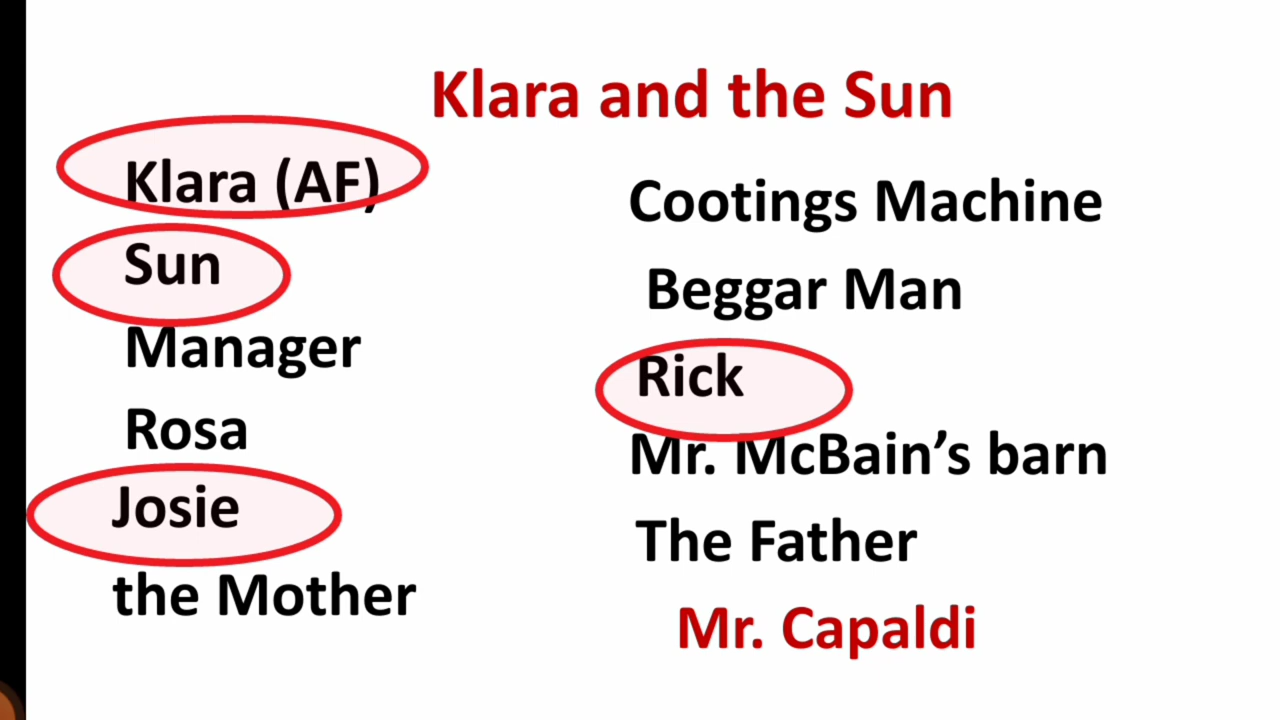 Klara and the Sun
Klara (AF)
Sun
Manager
Rosa
Josie
the Mother
Cootings Machine
Beggar Man
Rick
Mr. McBain’s barn
The Father
Mr. Capaldi